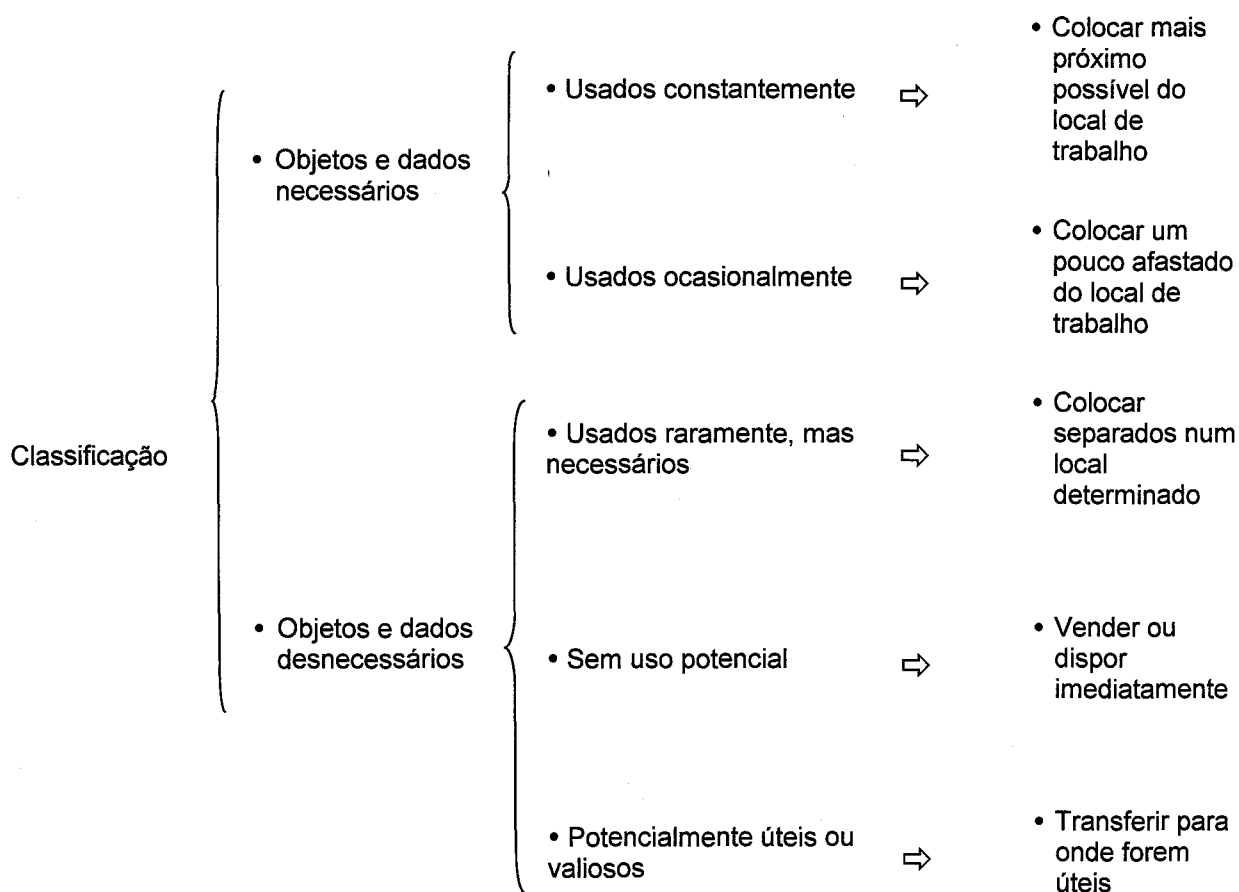 Classificação
• Objetos e dados
necessários
• Usados constantemente ⇨
• Colocar mais
próximo
possível do
local de
trabalho
• Usados ocasionalmente ⇨
• Colocar um
pouco afastado
do local de
trabalho
• Objetos e dados
desnecessários
• Usados raramente, mas
necessários ⇨
• Colocar
separados num
local
determinado
• Sem uso potencial ⇨
• Vender ou
dispor
imediatamente
• Potencialmente úteis ou
valiosos ⇨
• Transferir para
onde forem
úteis